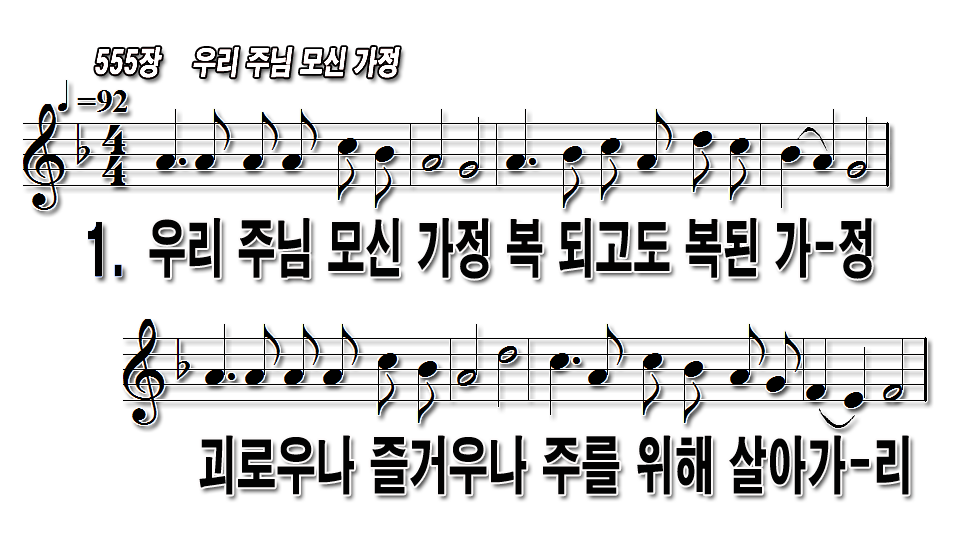 555장 우리 주님 모신 가정
♩=92
4
4
1. 우리 주님 모신 가정 복 되고도 복된 가-정
괴로우나 즐거우나 주를 위해 살아가-리